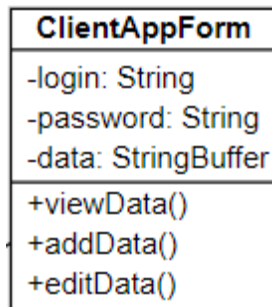 ClientAppForm
-login: String
-password: String
-data: StringBuffer
+viewData()
+addData()
+editData()